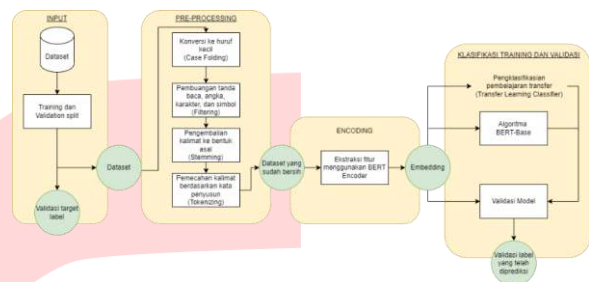 INPUT
Dataset
Training dan
Validation split
Validasi target
label
Dataset
PRE-PROCESSING
Konversi ke huruf
kecil
(Case Folding)
Pembuangan tanda
baca, angka,
karakter, dan simbol
(Filtering)
Pengembalian
kalimat ke bentuk
asal
(Stemming)
Pemecahan kalimat
berdasarkan kata
penyusun
(Tokenizing)
Dataset yang
sudah bersih
ENCODING
Ekstraksi fitur
menggunakan BERT
Encoder
Embedding
KLASIFIKASI TRAINING DAN VALIDASI
Pengklasifikasian
pembelajaran transfer
(Transfer Learning Classifier)
Algoritma
BERT-Base
Validasi Model
Validasi label
yang telah
diprediksi